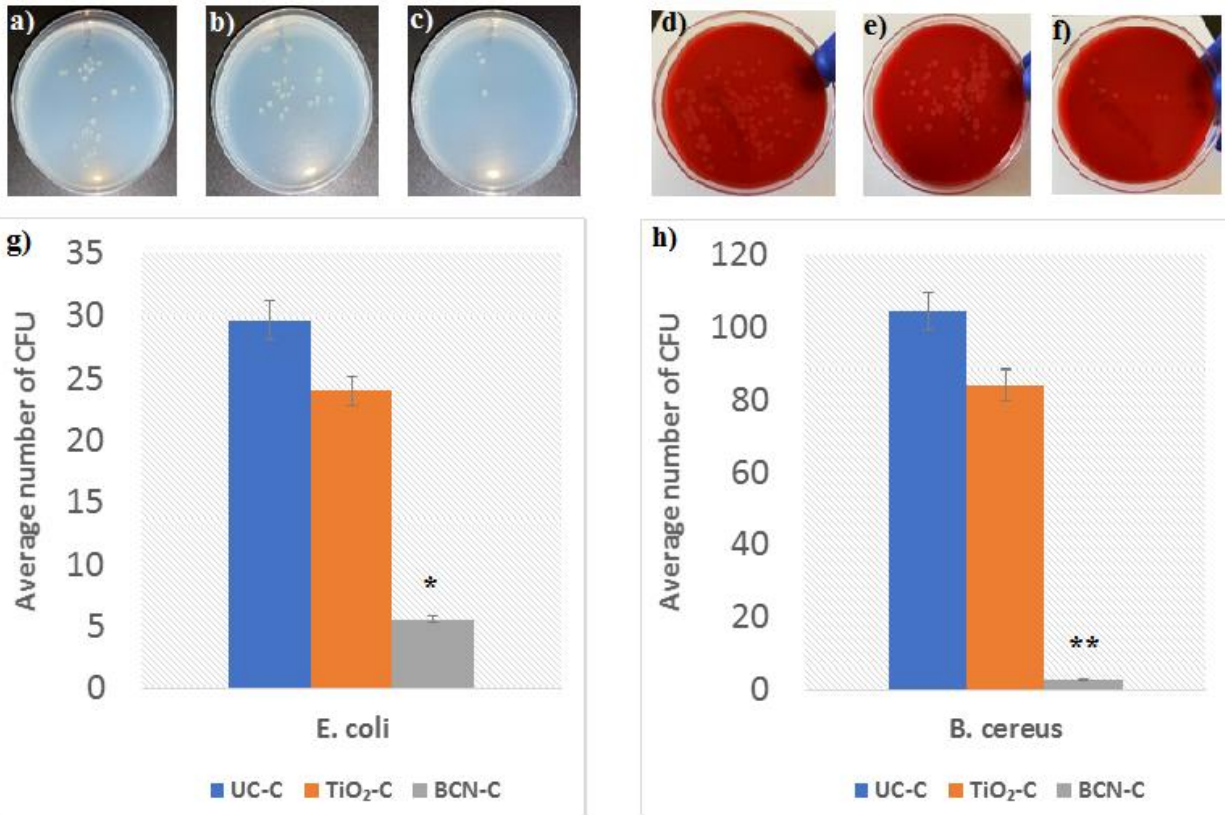 a)
b)
c)
d)
e)
f)
g)
35
30
25
20
15
10
5
0
Average number of CFU
*
E. coli
UC-C TiO₂-C BCN-C
h)
120
100
80
60
40
20
0
Average number of CFU
**
B. cereus
UC-C TiO₂-C BCN-C